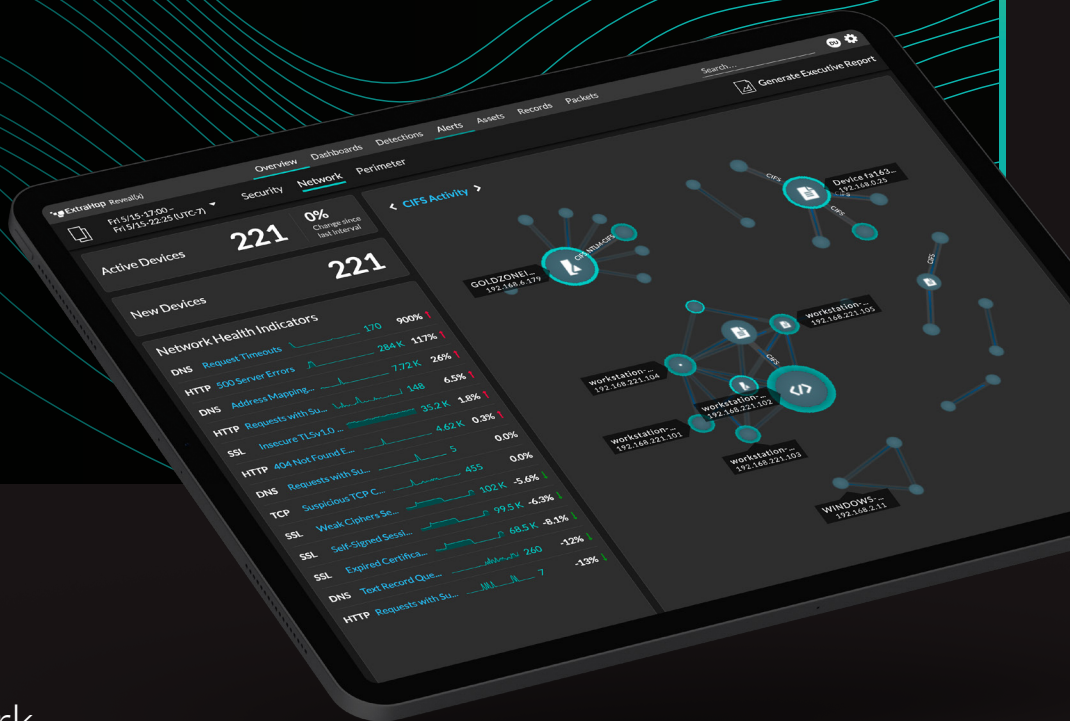 ExtraHop Reveal(x)
Overview Dashboards Detections Alerts Assets Records Packets
Search...
DU
Fri 5/15-17:00 –
Fri 5/15-22:25 (UTC-7)
Security Network Perimeter
Generate Executive Report
Active Devices 221
0%
Change since
last interval
New Devices 221
Network Health Indicators
DNS Request Timeouts 170 900%
HTTP 500 Server Errors 284 K 117%
DNS Address Mapping... 7.72 K 26%
HTTP Requests with Su... 148 6.5%
SSL Insecure TLSv1.0 ... 35.2 K 1.8%
HTTP 404 Not Found E... 4.62 K 0.3%
DNS Requests with Su... 5 0.0%
TCP Suspicious TCP C... 455 0.0%
SSL Weak Ciphers Se... 102 K -5.6%
SSL Self-Signed Sessi... 99.5 K -6.3%
SSL Expired Certifica... 68.5 K -8.1%
DNS Text Record Que... 260 -12%
HTTP Requests with Su... 7 -13%
CIFS Activity
CIFS
Device fa163...
192.168.0.25
CIFS
CIFS NTLM CIFS
GOLDZONEI...
192.168.6.179
CIFS
workstation-...
192.168.221.105
CIFS
workstation-...
192.168.221.104
workstation-...
192.168.221.102
workstation-...
192.168.221.101
workstation-...
192.168.221.103
WINDOWS-...
192.168.2.11